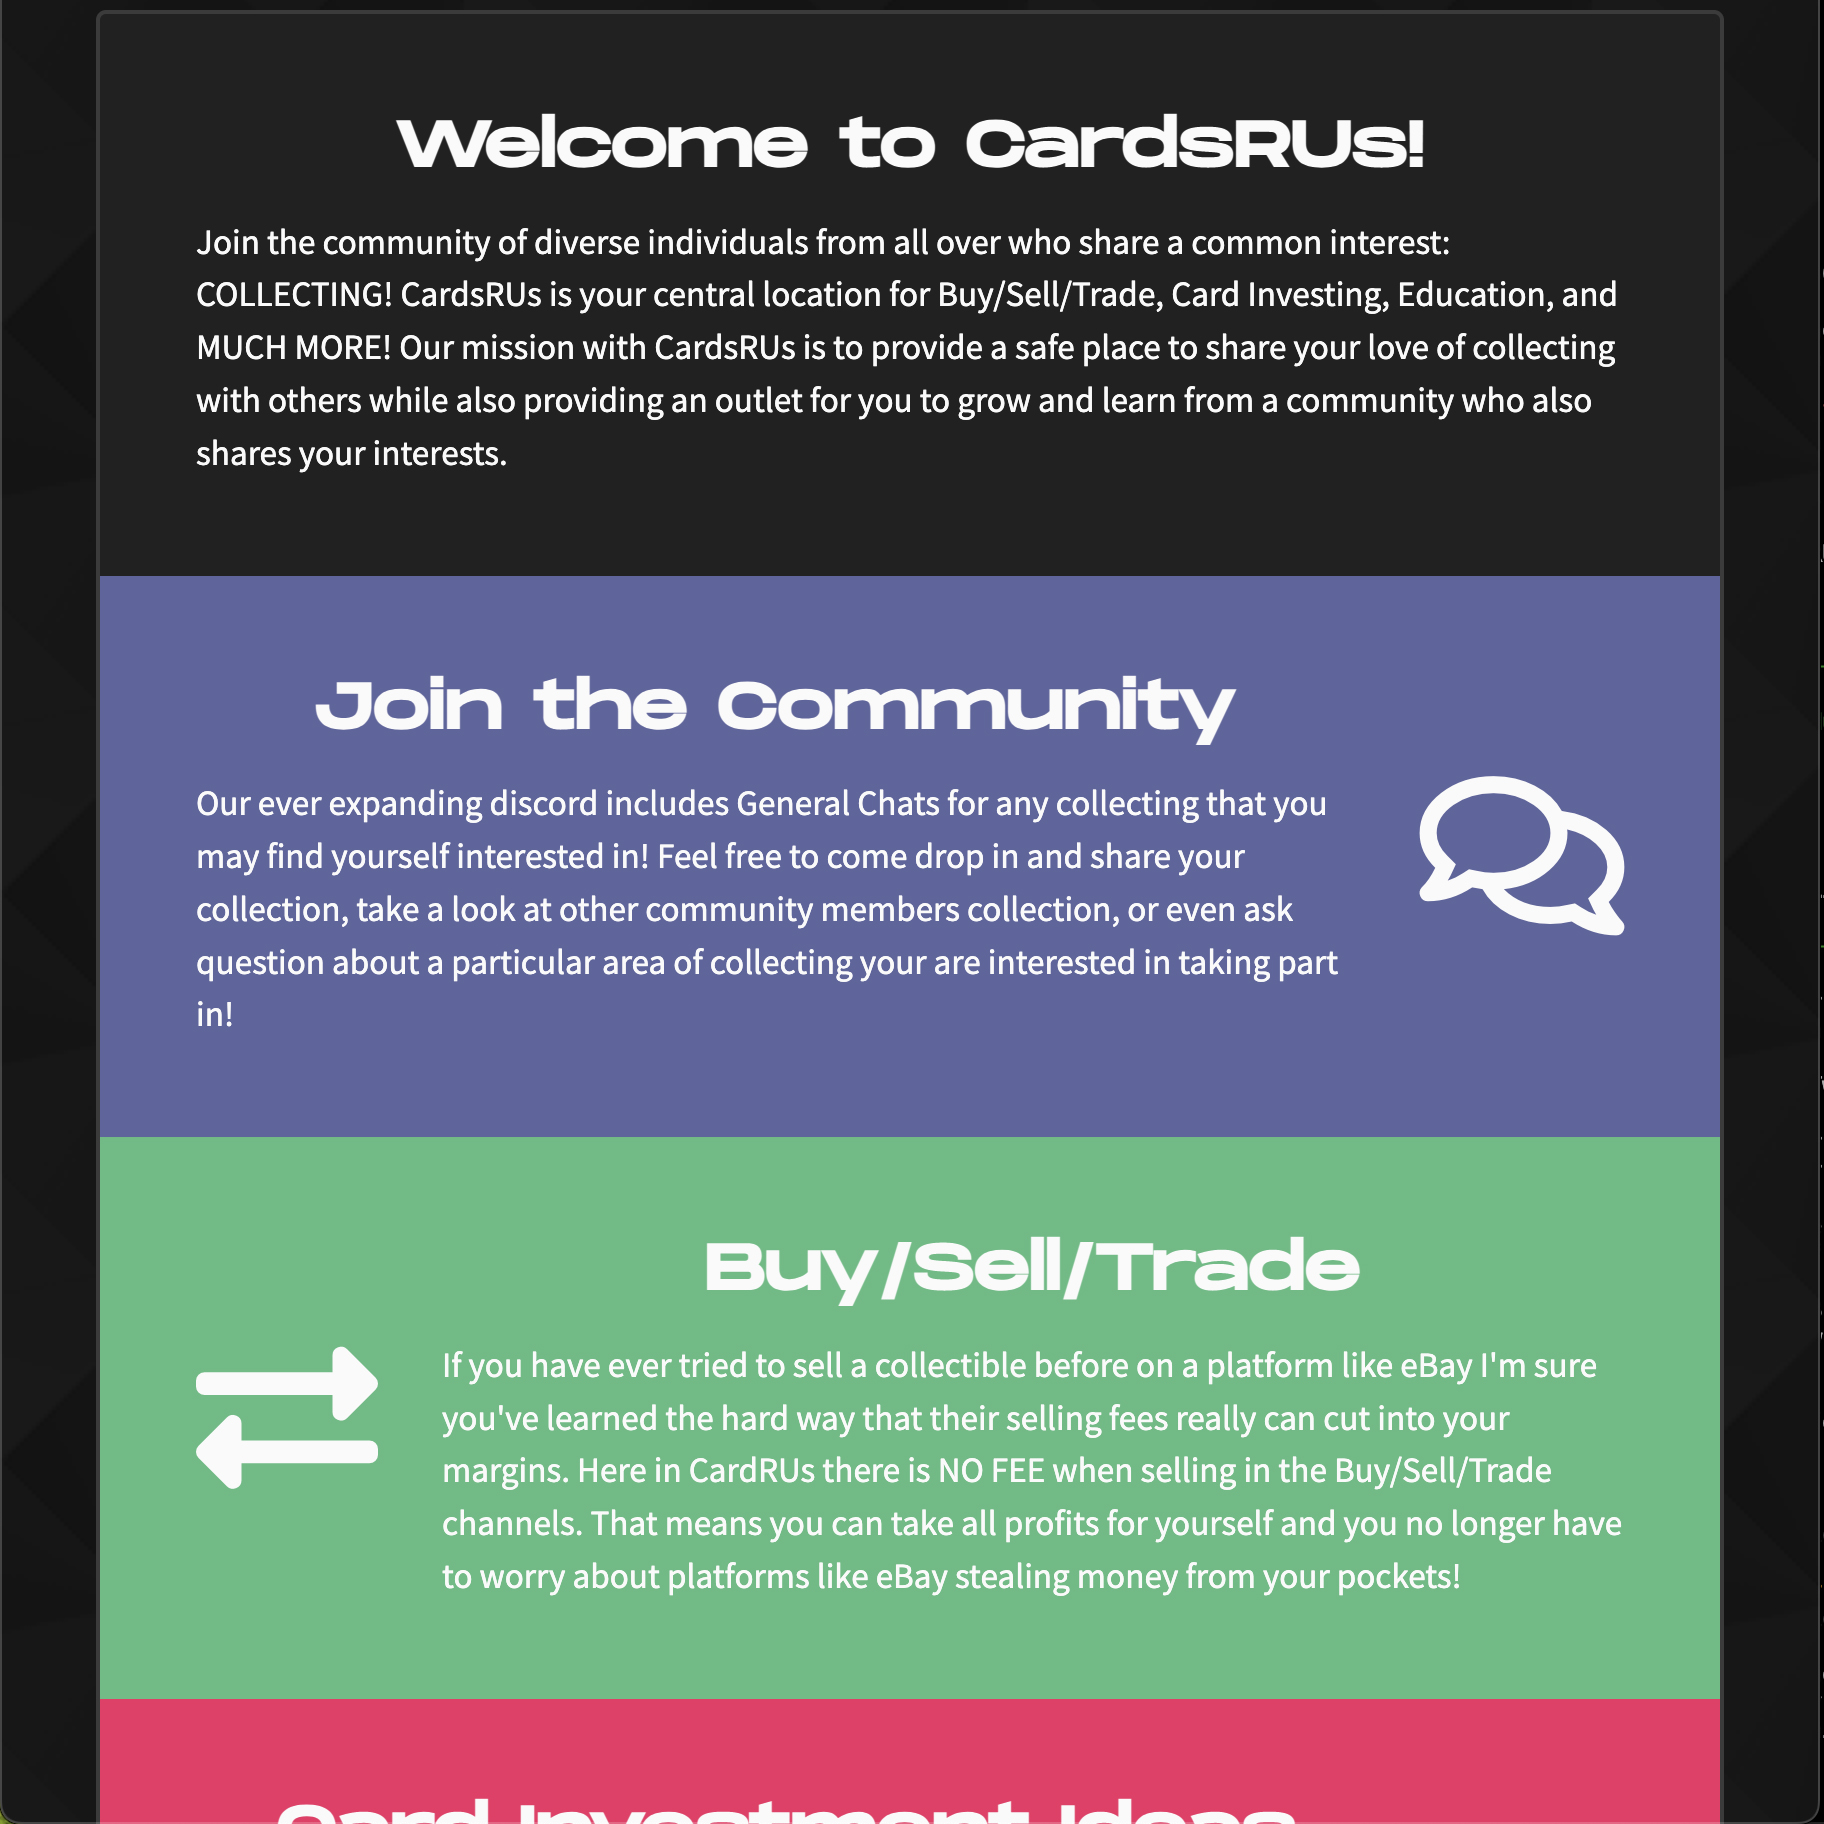 Welcome to CardsRUs!
Join the community of diverse individuals from all over who share a common interest:
COLLECTING! CardsRUs is your central location for Buy/Sell/Trade, Card Investing, Education, and
MUCH MORE! Our mission with CardsRUs is to provide a safe place to share your love of collecting
with others while also providing an outlet for you to grow and learn from a community who also
shares your interests.
Join the Community
Our ever expanding discord includes General Chats for any collecting that you
may find yourself interested in! Feel free to come drop in and share your
collection, take a look at other community members collection, or even ask
question about a particular area of collecting your are interested in taking part
in!
Buy/Sell/Trade
If you have ever tried to sell a collectible before on a platform like eBay I'm sure
you've learned the hard way that their selling fees really can cut into your
margins. Here in CardRUs there is NO FEE when selling in the Buy/Sell/Trade
channels. That means you can take all profits for yourself and you no longer have
to worry about platforms like eBay stealing money from your pockets!
Card Investment Ideas